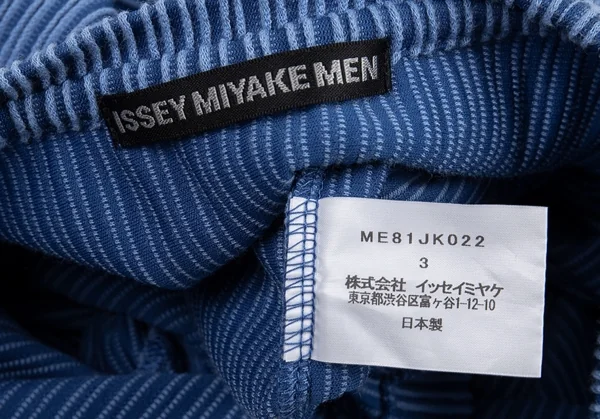 ISSEY MIYAKE MEN
ME81JK022
3
株式会社 イッセイミヤケ
東京都渋谷区富ヶ谷1-12-10
日本製